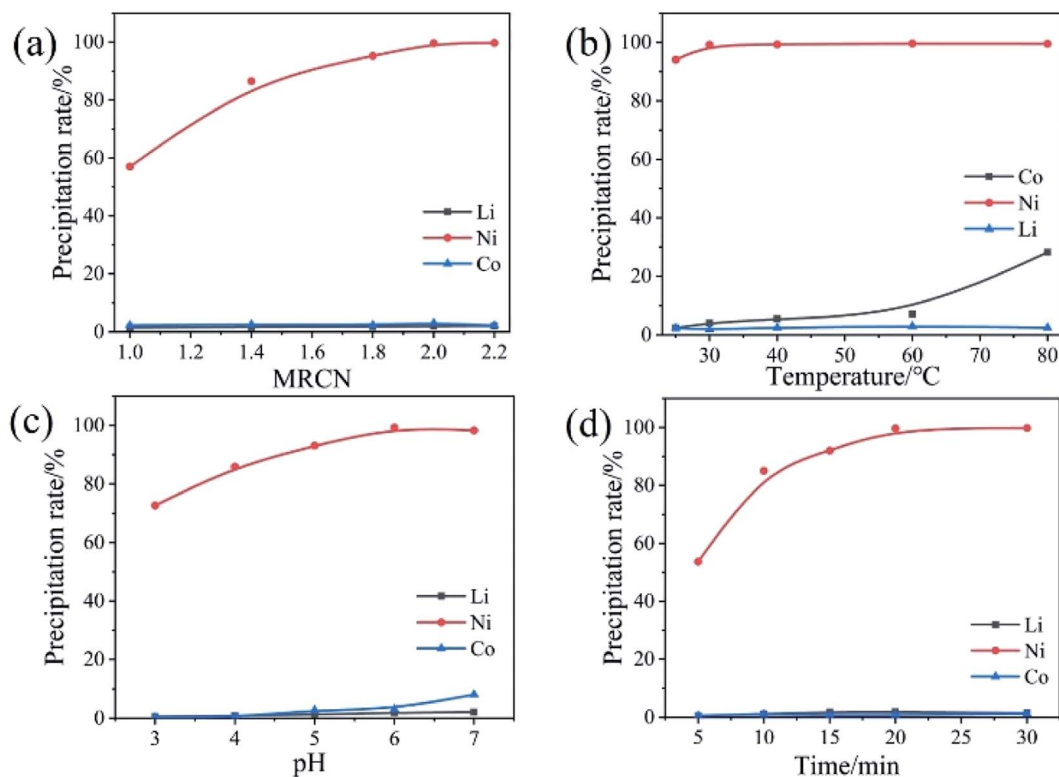 (a)
Precipitation rate/%
100
80
60
40
20
0
Li
Ni
Co
1.0 1.2 1.4 1.6 1.8 2.0 2.2
MRCN
(b)
Precipitation rate/%
100
80
60
40
20
0
Co
Ni
Li
30 40 50 60 70 80
Temperature/°C
(c)
Precipitation rate/%
100
80
60
40
20
0
Li
Ni
Co
3 4 5 6 7
pH
(d)
Precipitation rate/%
100
80
60
40
20
0
Li
Ni
Co
5 10 15 20 25 30
Time/min